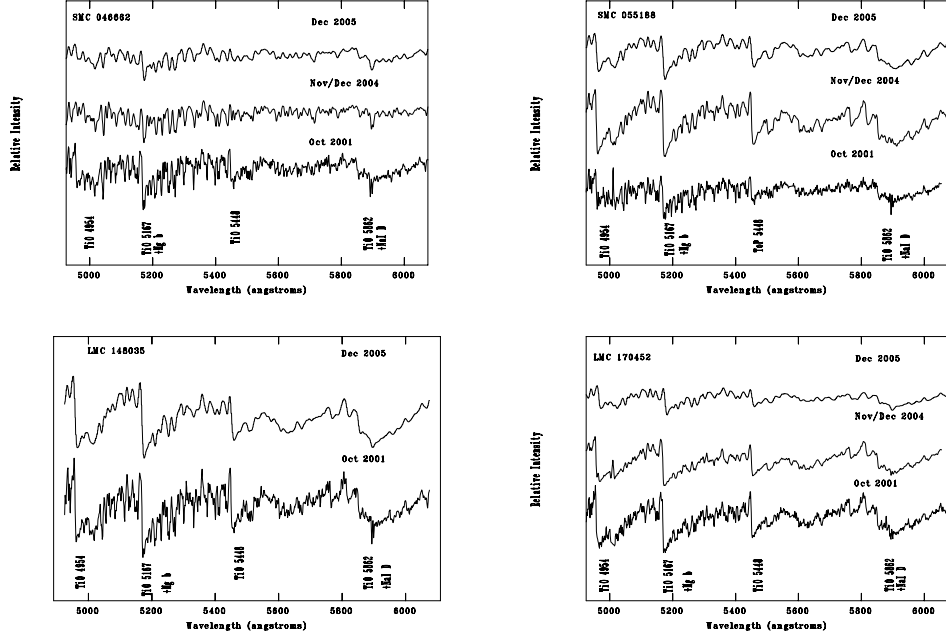 SMC 046662
Dec 2005
Nov/Dec 2004
Oct 2001
Relative Intensity
TiO 4954
TiO 5167
+Mg b
TiO 5448
TiO 5862
+NaI D
5000 5200 5400 5600 5800 6000
Wavelength (angstroms)
SMC 055188
Dec 2005
Nov/Dec 2004
Oct 2001
Relative Intensity
TiO 4954
TiO 5167
+Mg b
ToP 5448
TiO 5862
+NaI D
5000 5200 5400 5600 5800 6000
Wavelength (angstroms)
LMC 148035
Dec 2005
Oct 2001
TiO 4954
TiO 5167
+Mg b
TiO 5448
TiO 5862
+NaI D
5000 5200 5400 5600 5800 6000
Wavelength (angstroms)
LMC 170452
Dec 2005
Nov/Dec 2004
Oct 2001
Relative Intensity
TiO 4954
TiO 5167
+Mg b
TiO 5448
TiO 5862
+NaI D
5000 5200 5400 5600 5800 6000
Wavelength (angstroms)